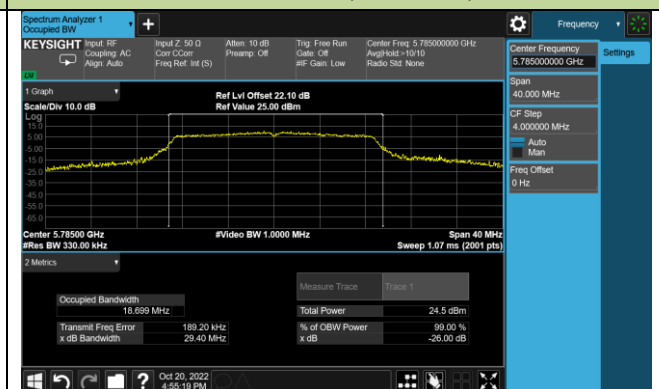 Spectrum Analyzer 1
Occupied BW
Frequency
KEYSIGHT
Input: RF
Coupling: AC
Align: Auto
Input Z: 50 Ω
Corr CCorr
Freq Ref: Int (S)
Atten: 10 dB
Preamp: Off
Trig: Free Run
Gate: Off
#IF Gain: Low
Center Freq: 5.785000000 GHz
Avg|Hold:>10/10
Radio Std: None
Center Frequency
5.785000000 GHz
Settings
Span
40.000 MHz
CF Step
4.000000 MHz
Auto
Man
Freq Offset
0 Hz
1 Graph
Scale/Div 10.0 dB
Ref Lvl Offset 22.10 dB
Ref Value 25.00 dBm
Log
15.0
5.00
-5.00
-15.0
-25.0
-35.0
-45.0
-55.0
-65.0
Center 5.78500 GHz
#Video BW 1.0000 MHz
Span 40 MHz
#Res BW 330.00 kHz
Sweep 1.07 ms (2001 pts)
2 Metrics
Measure Trace
Trace 1
Occupied Bandwidth
18.699 MHz
Total Power
24.5 dBm
Transmit Freq Error
189.20 kHz
% of OBW Power
99.00 %
x dB Bandwidth
29.40 MHz
x dB
-26.00 dB
?
Oct 20, 2022
4:55:19 PM